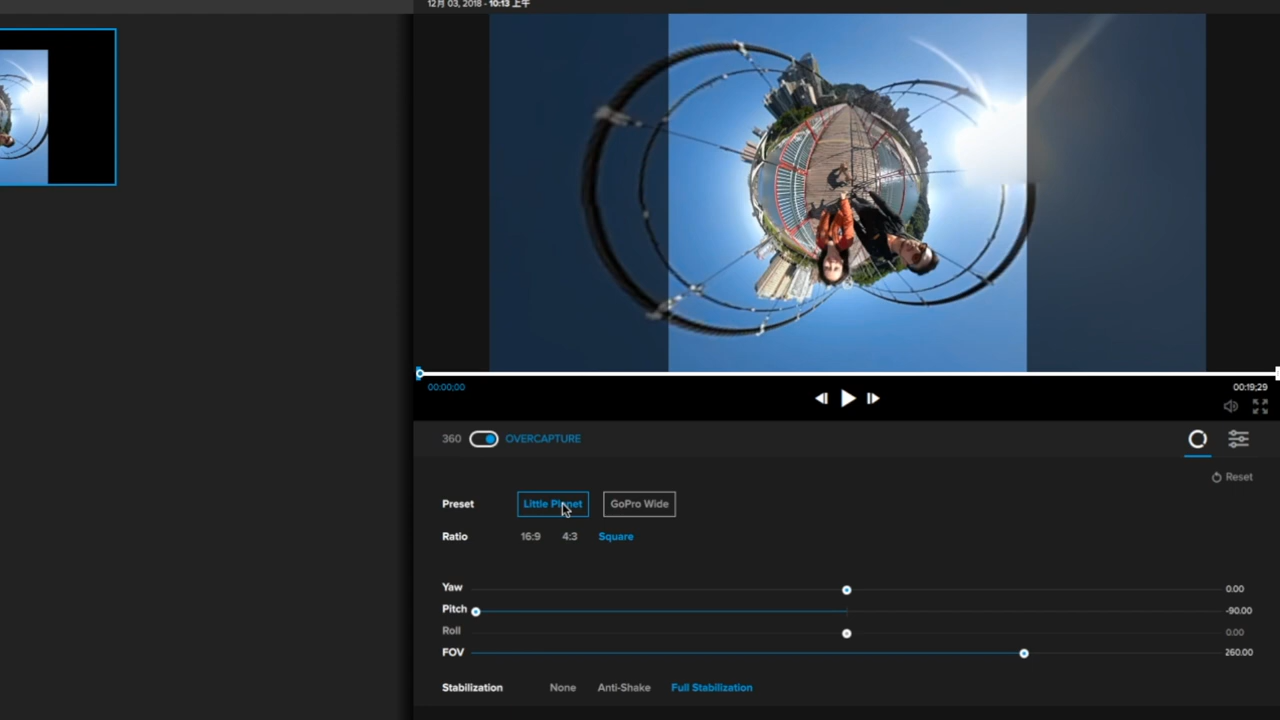 12月 03, 2018 - 10:13 上午
00:00;00
00:19;29
360 OVERCAPTURE
Reset
Preset Little Planet GoPro Wide
Ratio 16:9 4:3 Square
Yaw 0.00
Pitch -90.00
Roll 0.00
FOV 260.00
Stabilization None Anti-Shake Full Stabilization